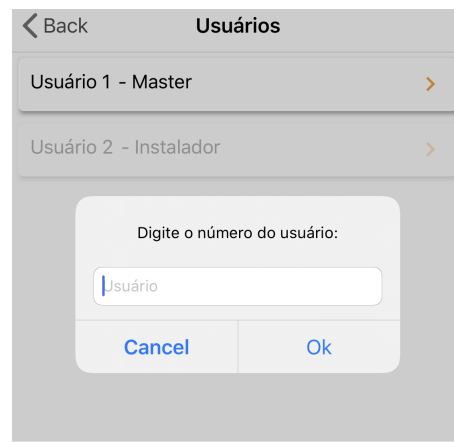 Back Usuários
Usuário 1 - Master
Usuário 2 - Instalador
Digite o número do usuário:
Usuário
Cancel Ok